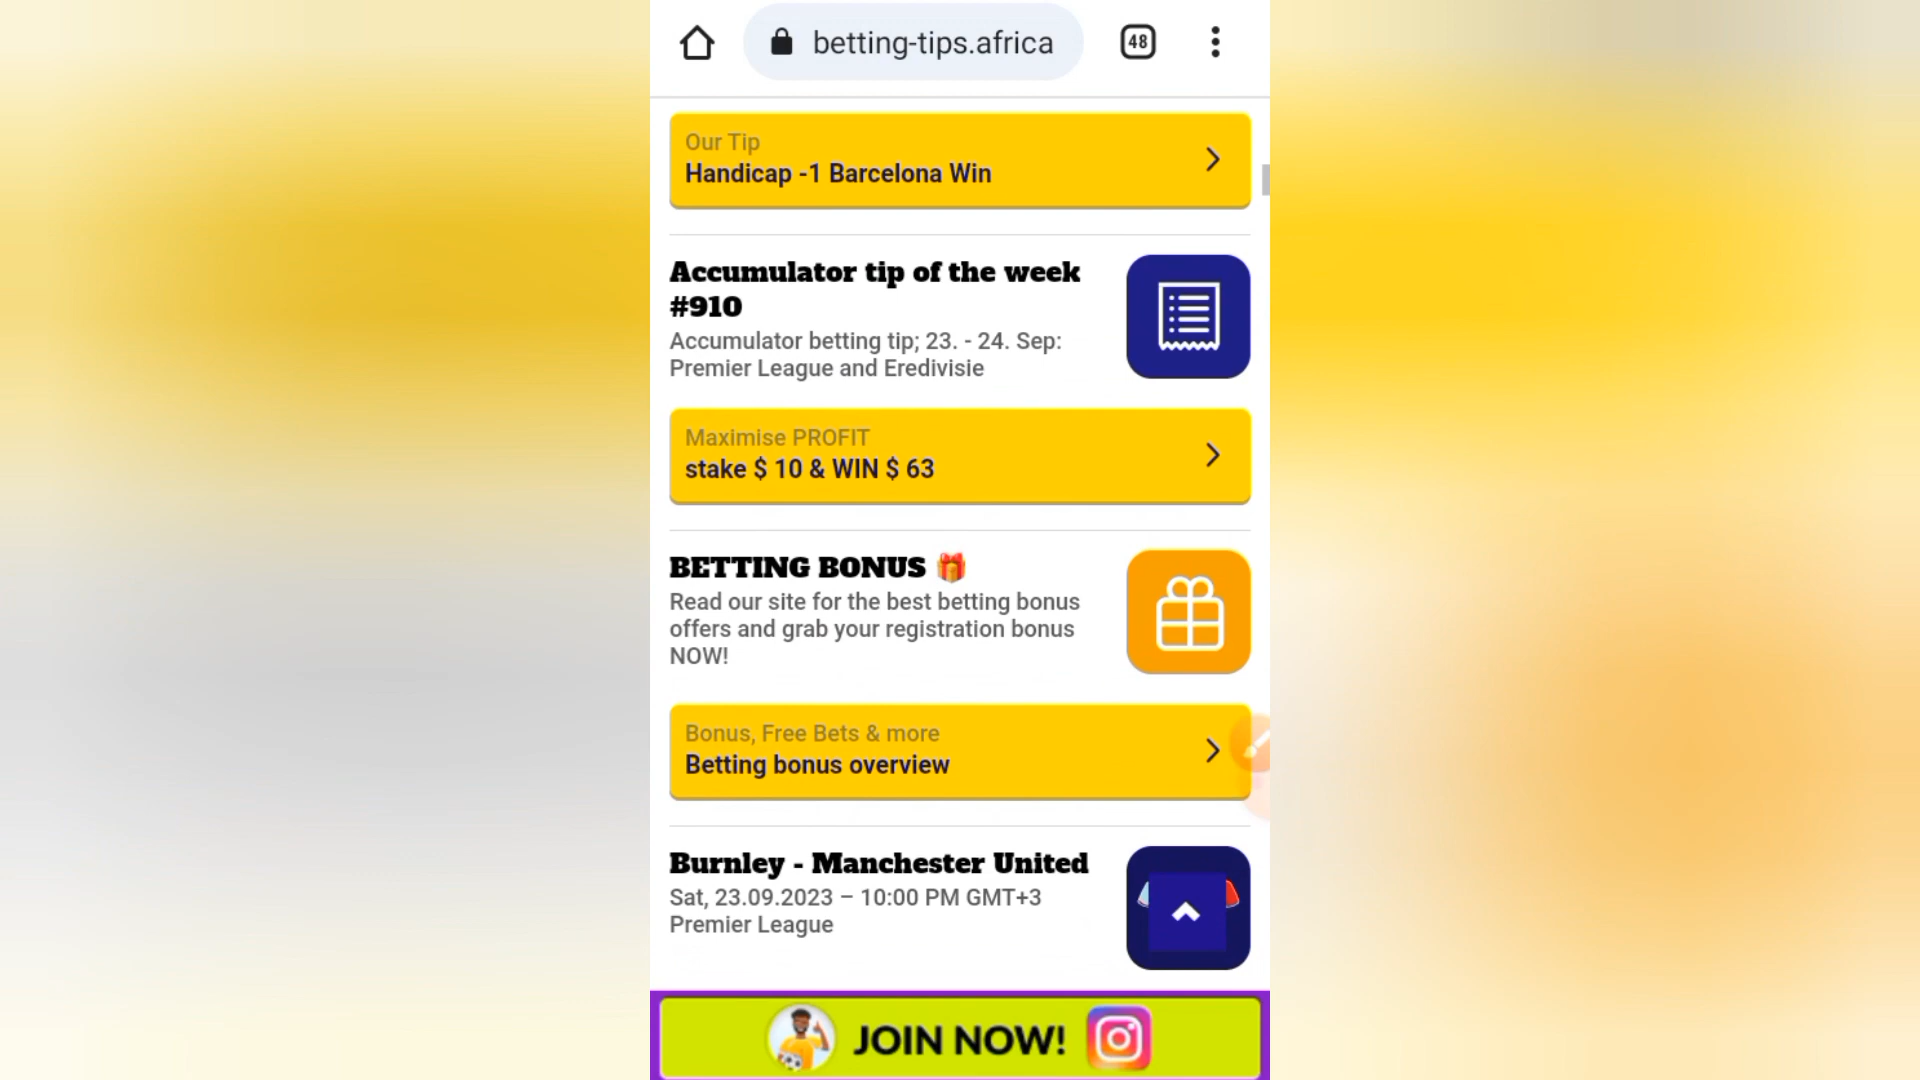 betting-tips.africa
48
Our Tip
Handicap -1 Barcelona Win
Accumulator tip of the week
#910
Accumulator betting tip; 23. - 24. Sep:
Premier League and Eredivisie
Maximise PROFIT
stake $ 10 & WIN $ 63
BETTING BONUS 🎁
Read our site for the best betting bonus
offers and grab your registration bonus
NOW!
Bonus, Free Bets & more
Betting bonus overview
Burnley - Manchester United
Sat, 23.09.2023 – 10:00 PM GMT+3
Premier League
JOIN NOW!